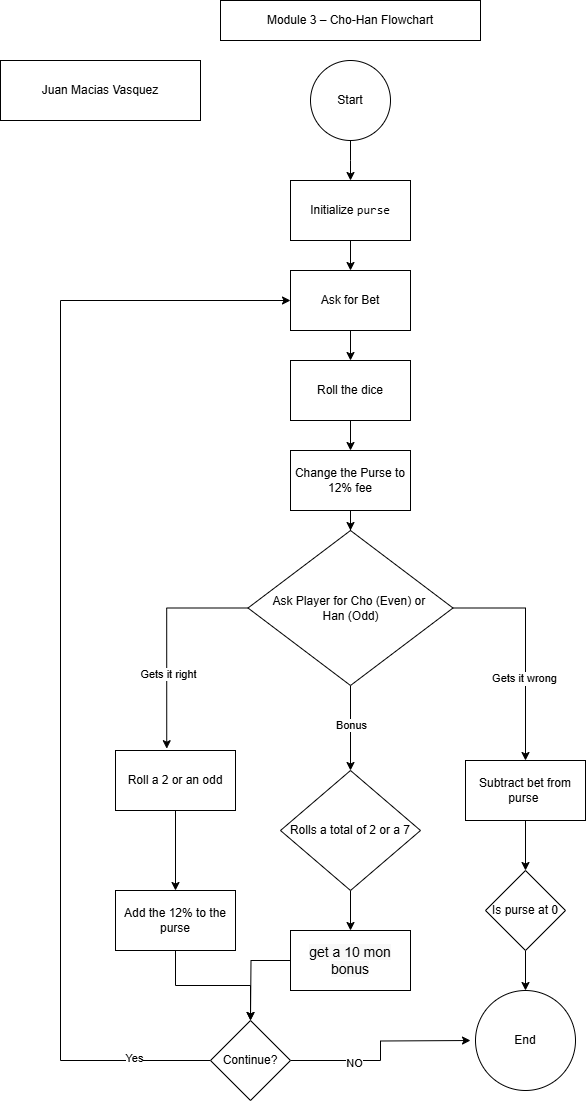 Module 3 – Cho-Han Flowchart
Juan Macias Vasquez
Start
Initialize purse
Ask for Bet
Roll the dice
Change the Purse to
12% fee
Ask Player for Cho (Even) or
Han (Odd)
Gets it right
Gets it wrong
Bonus
Roll a 2 or an odd
Subtract bet from
purse
Rolls a total of 2 or a 7
Add the 12% to the
purse
Is purse at 0
get a 10 mon
bonus
Continue?
Yes
NO
End